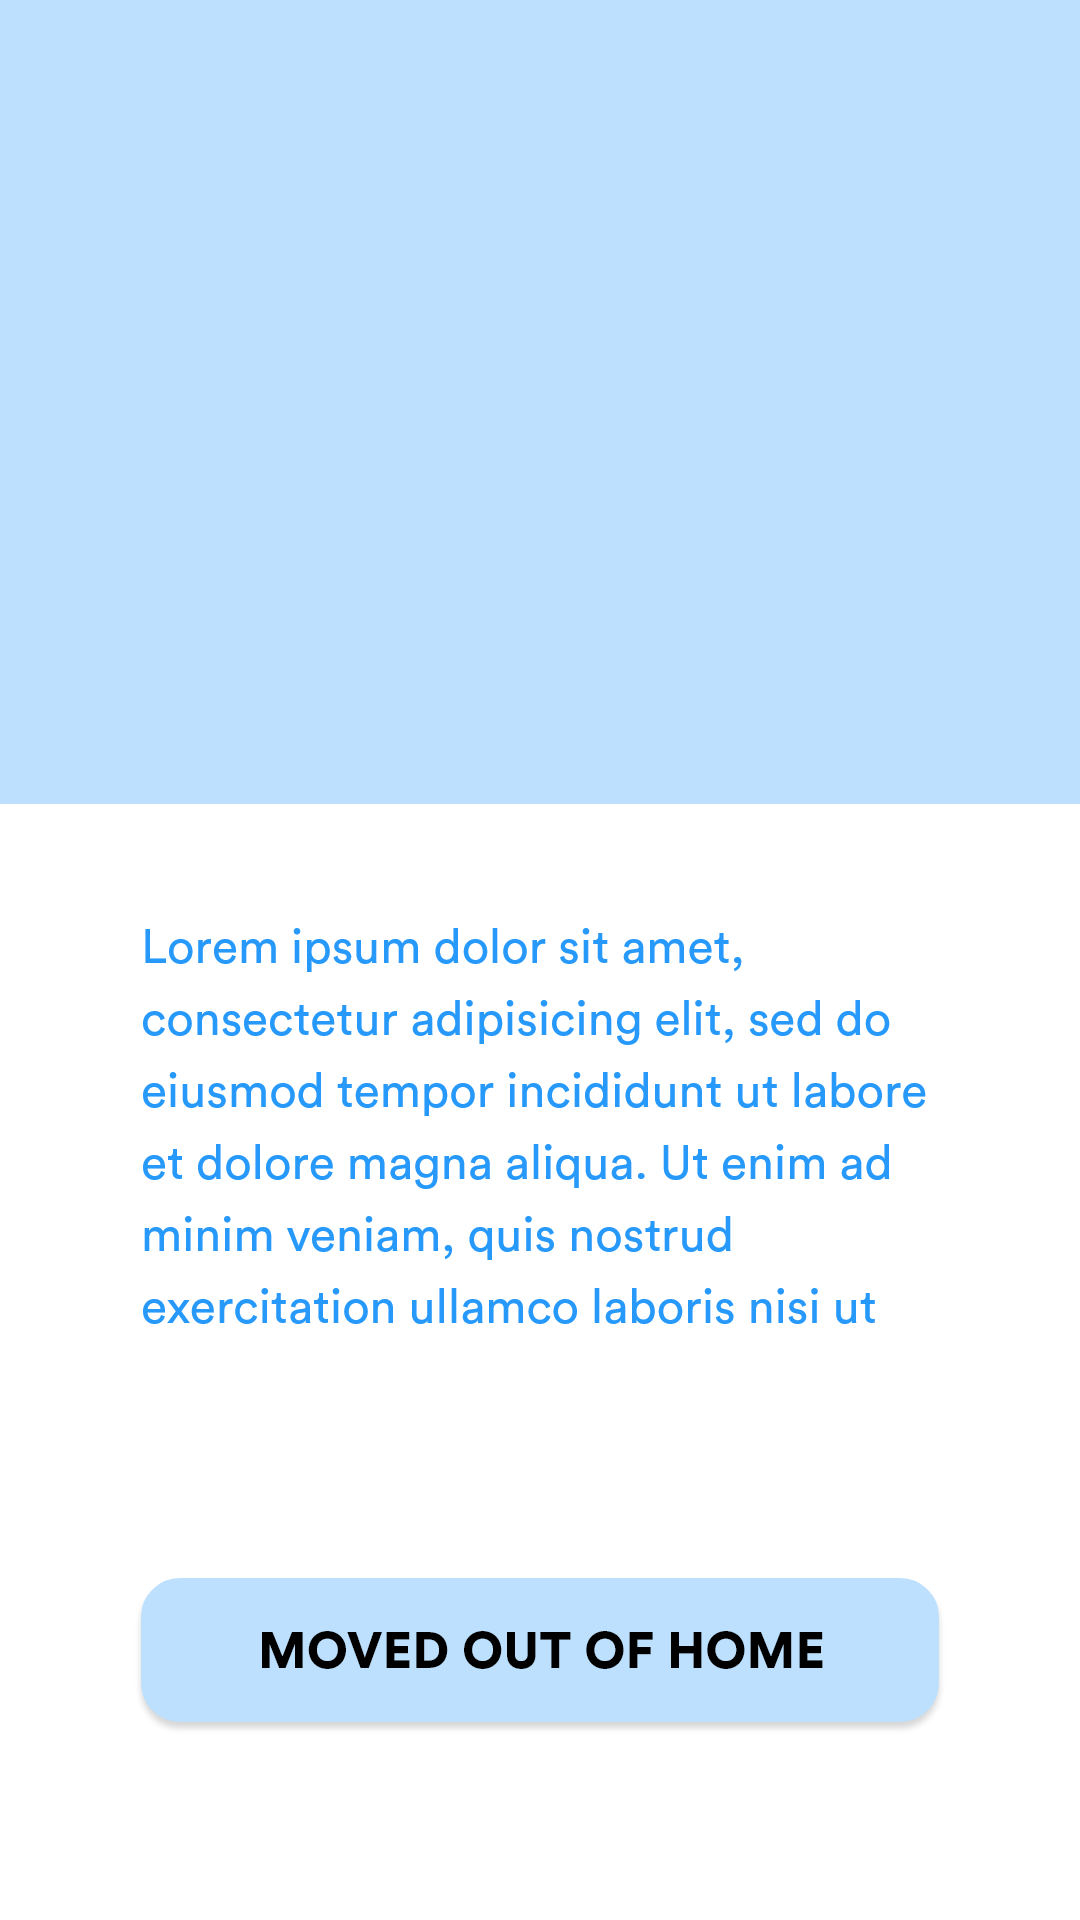 Lorem ipsum dolor sit amet,
consectetur adipisicing elit, sed do
eiusmod tempor incididunt ut labore
et dolore magna aliqua. Ut enim ad
minim veniam, quis nostrud
exercitation ullamco laboris nisi ut
MOVED OUT OF HOME